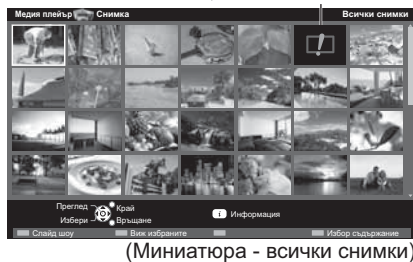 Медия плейър Снимка Всички снимки
Преглед Край
Избери Връщане
i Информация
Слайд шоу Виж избраните Избор съдържание
(Миниатюра - всички снимки)